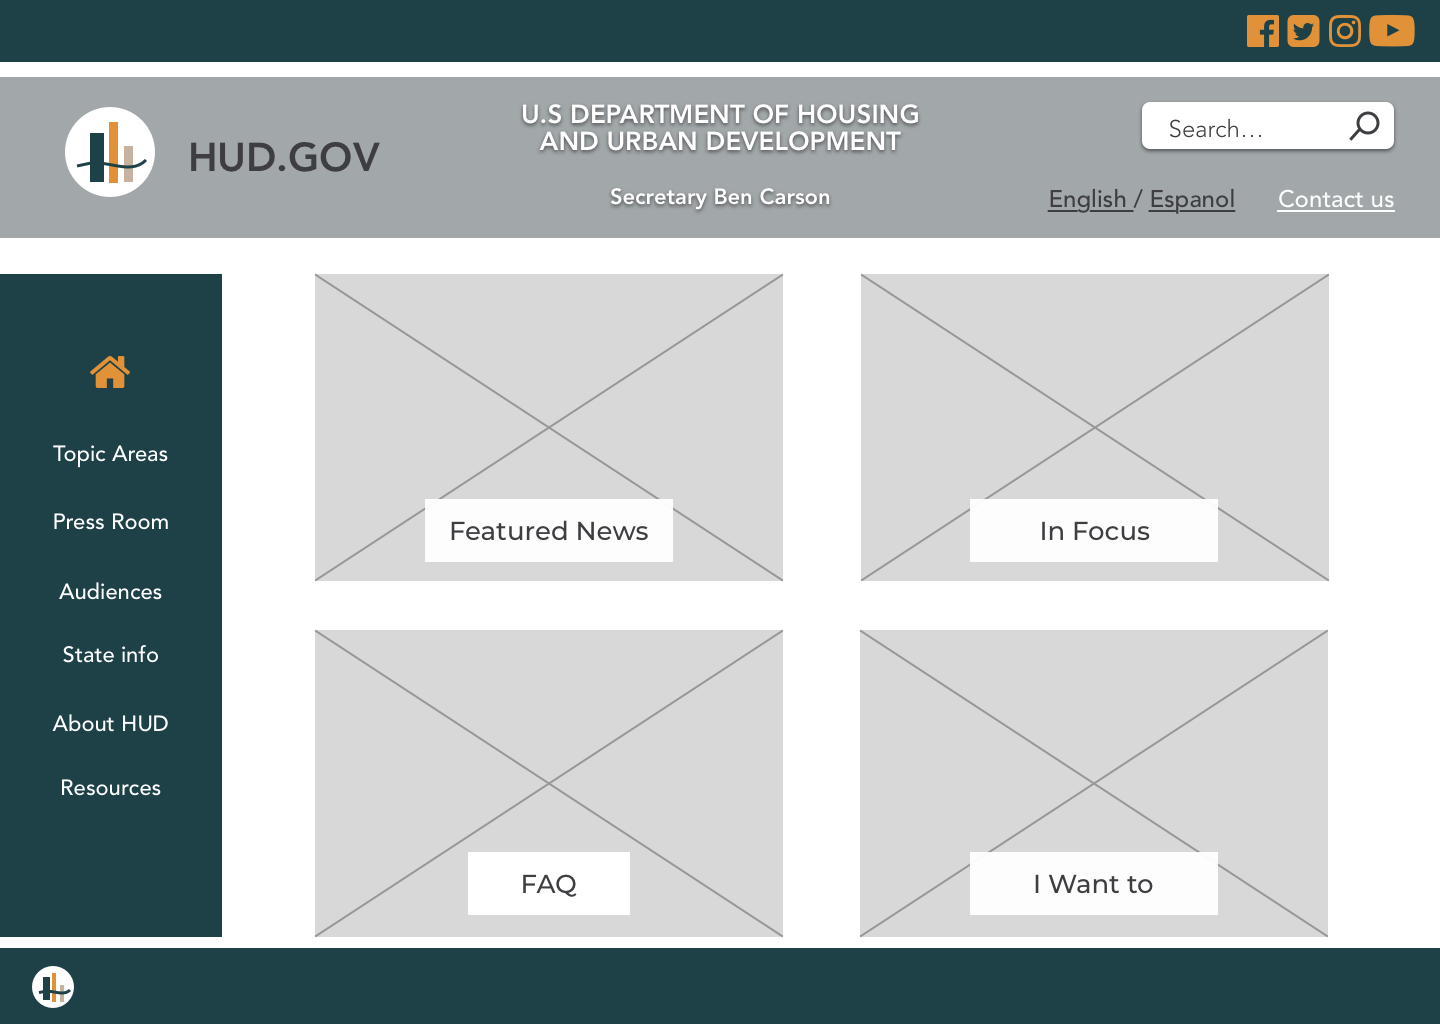 HUD.GOV
U.S DEPARTMENT OF HOUSING
AND URBAN DEVELOPMENT
Secretary Ben Carson
Search...
English / Espanol
Contact us
Topic Areas
Press Room
Audiences
State info
About HUD
Resources
Featured News
In Focus
FAQ
I Want to